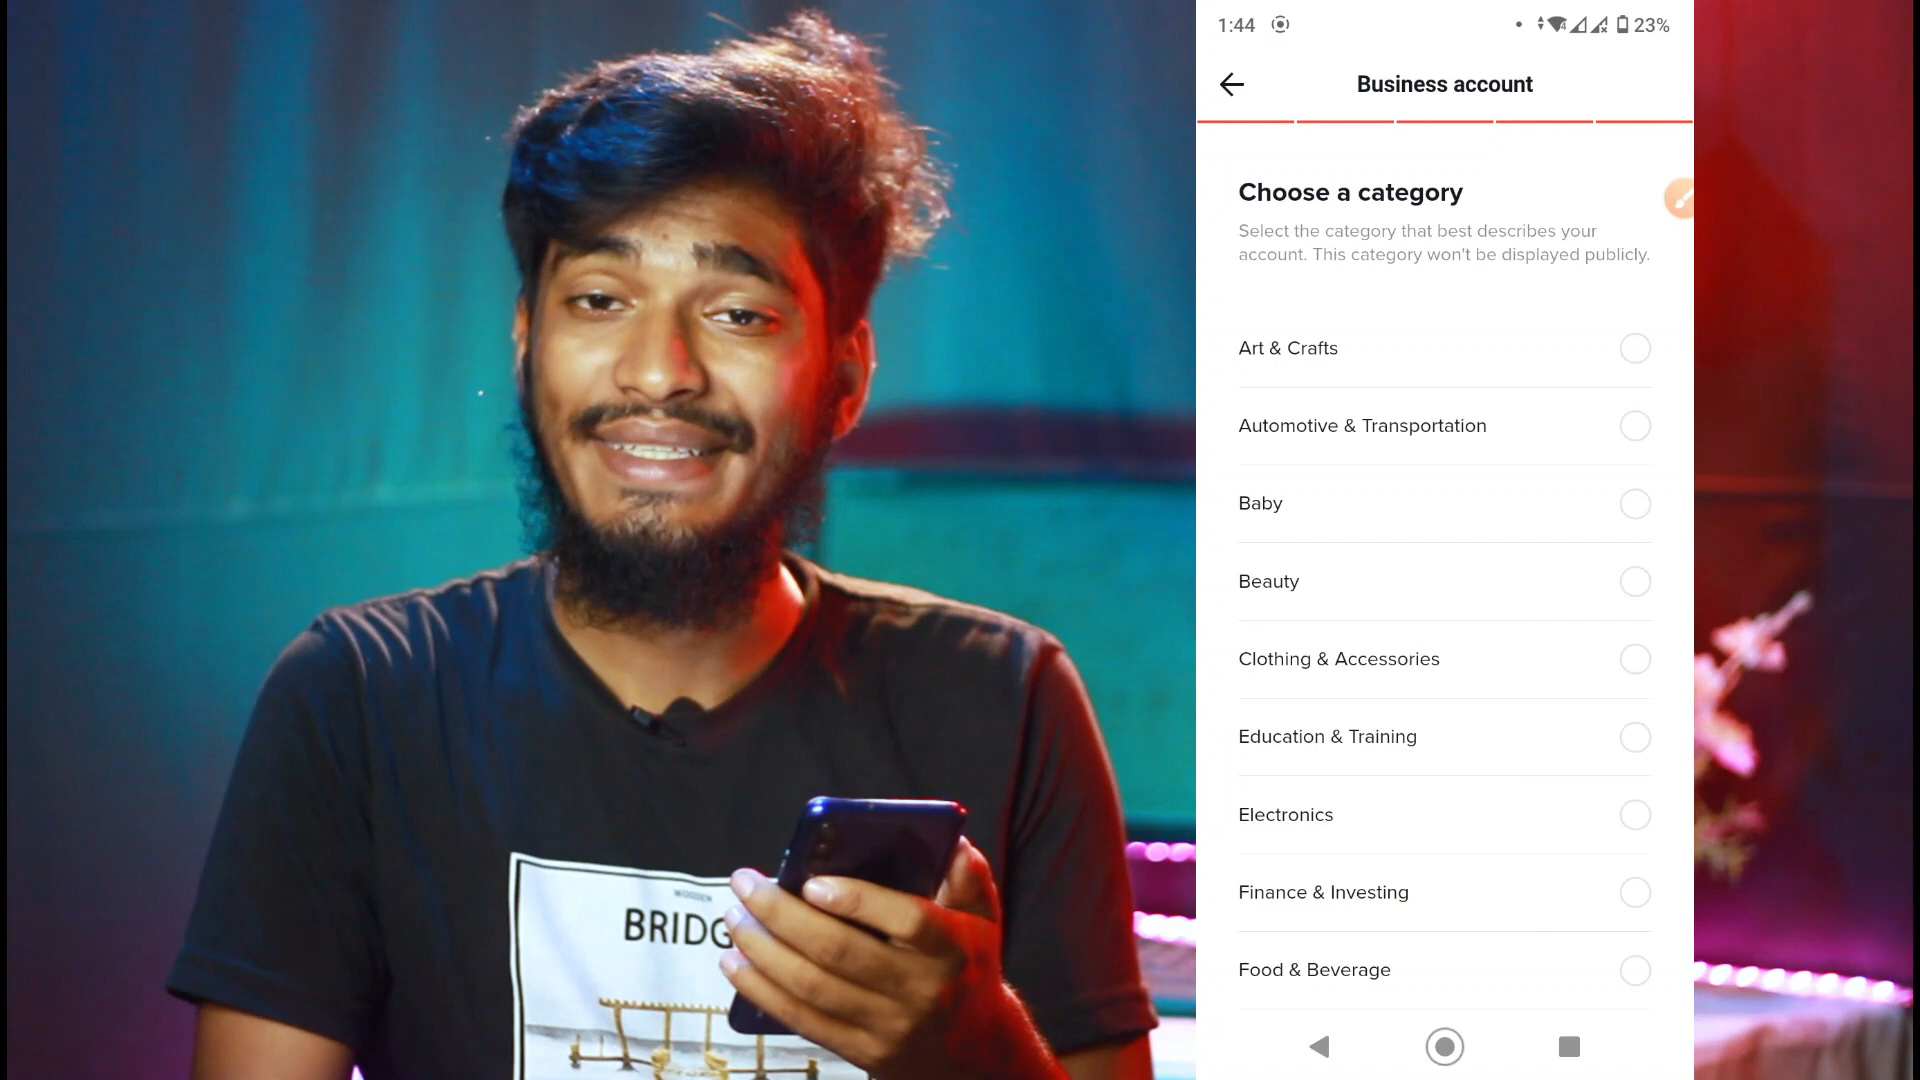 1:44
23%
Business account
Choose a category
Select the category that best describes your
account. This category won't be displayed publicly.
Art & Crafts
Automotive & Transportation
Baby
Beauty
Clothing & Accessories
Education & Training
Electronics
Finance & Investing
Food & Beverage
WOODEN
BRIDG